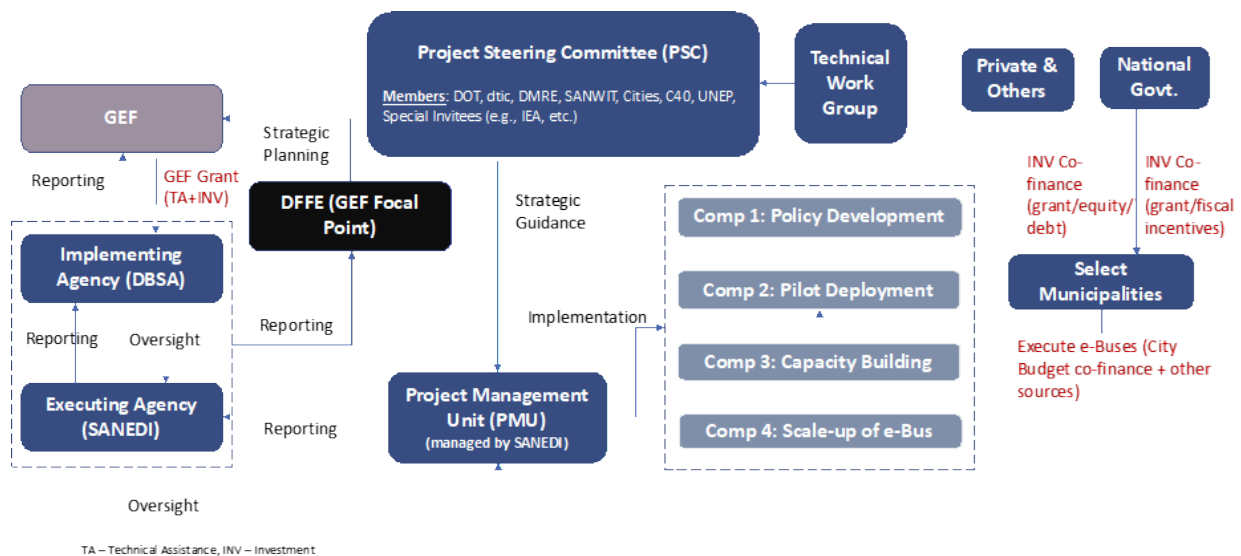 Project Steering Committee (PSC)
Members: DOT, dtic, DMRE, SANWIT, Cities, C40, UNEP,
Special Invitees (e.g., IEA, etc.)
Technical
Work
Group
Private &
Others
National
Govt.
GEF
Strategic
Planning
Reporting
GEF Grant
(TA+INV)
DFFE (GEF Focal
Point)
Strategic
Guidance
INV Co-
finance
(grant/equity/
debt)
INV Co-
finance
(grant/fiscal
incentives)
Comp 1: Policy Development
Implementing
Agency (DBSA)
Comp 2: Pilot Deployment
Select
Municipalities
Reporting
Oversight
Reporting
Implementation
Comp 3: Capacity Building
Execute e-Buses (City
Budget co-finance + other
sources)
Executing Agency
(SANEDI)
Reporting
Project Management
Unit (PMU)
(managed by SANEDI)
Comp 4: Scale-up of e-Bus
Oversight
TA – Technical Assistance, INV – Investment